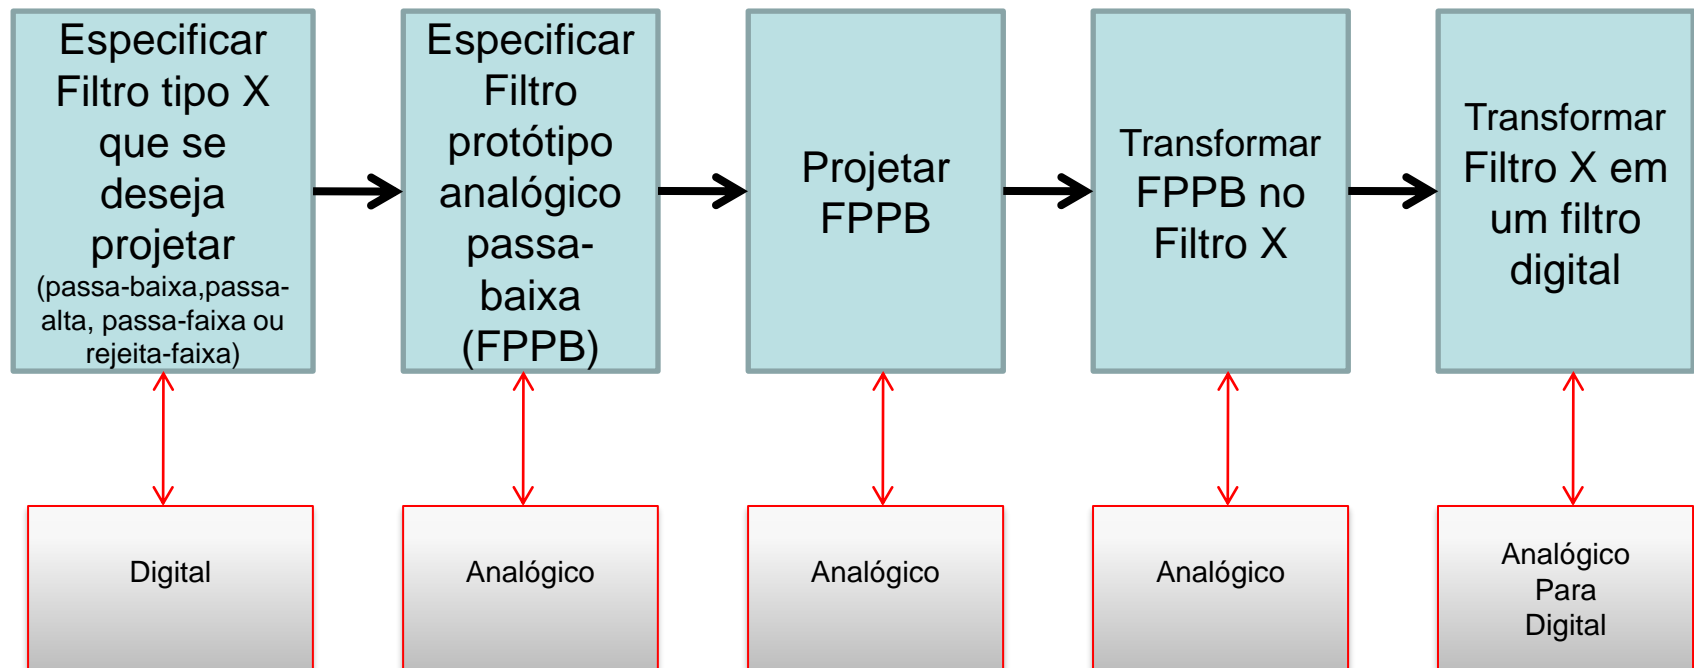 Especificar
Filtro tipo X
que se
deseja
projetar
(passa-baixa,passa-
alta, passa-faixa ou
rejeita-faixa)
Especificar
Filtro
protótipo
analógico
passa-
baixa
(FPPB)
Projetar
FPPB
Transformar
FPPB no
Filtro X
Transformar
Filtro X em
um filtro
digital
Digital
Analógico
Analógico
Analógico
Analógico
Para
Digital